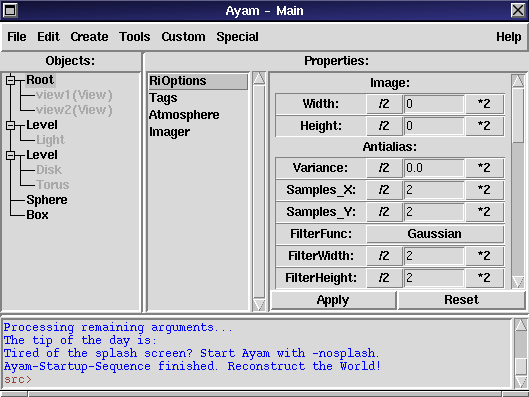 Ayam - Main
File Edit Create Tools Custom Special Help
Objects:
Root
view1(View)
view2(View)
Level
Light
Level
Disk
Torus
Sphere
Box
Properties:
RiOptions
Tags
Atmosphere
Imager
Image:
Width: /2 0 *2
Height: /2 0 *2
Antialias:
Variance: /2 0.0 *2
Samples_X: /2 2 *2
Samples_Y: /2 2 *2
FilterFunc: Gaussian
FilterWidth: /2 2 *2
FilterHeight: /2 2 *2
Apply Reset
Processing remaining arguments...
The tip of the day is:
Tired of the splash screen? Start Ayam with -nosplash.
Ayam-Startup-Sequence finished. Reconstruct the World!
src>